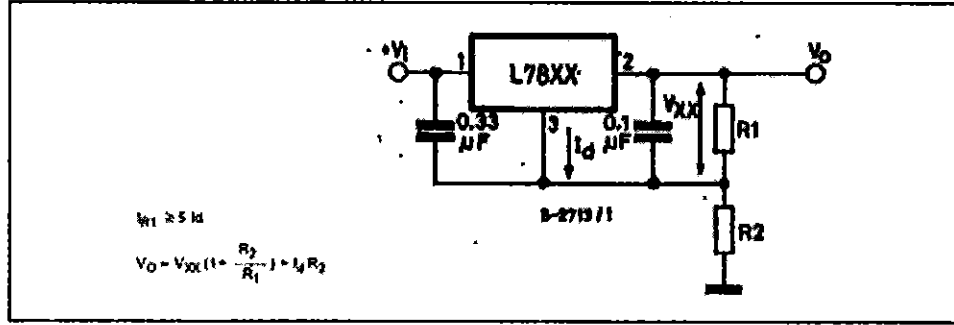 +Vi
1
L78XX
2
Vo
0.33
µF
3
Id
0.1
µF
VXX
R1
R2
IR1 ≥ 5 Id
VO = VXX (1 + R2/R1) + Id R2